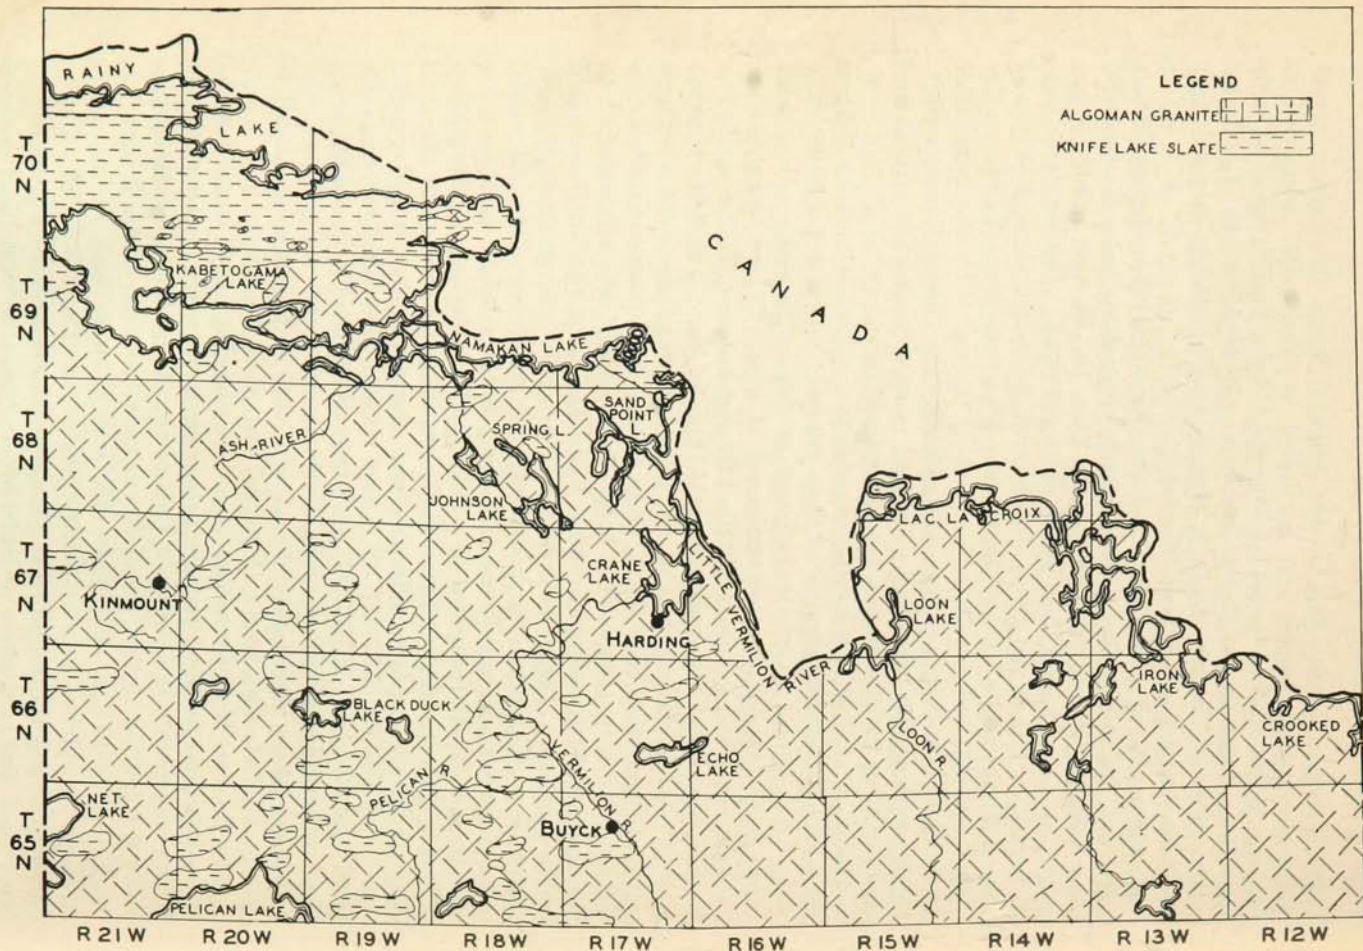 RAINY
LAKE
LEGEND
ALGOMAN GRANITE
KNIFE LAKE SLATE
CANADA
KABETOGAMA
LAKE
NAMAKAN LAKE
SAND
POINT
L.
SPRING L.
ASH RIVER
JOHNSON
LAKE
LAC LA CROIX
CRANE
LAKE
LITTLE VERMILION RIVER
KINMOUNT
HARDING
LOON
LAKE
IRON
LAKE
BLACK DUCK
LAKE
CROOKED
LAKE
ECHO
LAKE
LOON R.
VERMILION R.
PELICAN R
NET
LAKE
BUYCK
PELICAN LAKE
T
70
N
T
69
N
T
68
N
T
67
N
T
66
N
T
65
N
R 21 W R 20 W R 19 W R 18 W R 17 W R 16 W R 15 W R 14 W R 13 W R 12 W